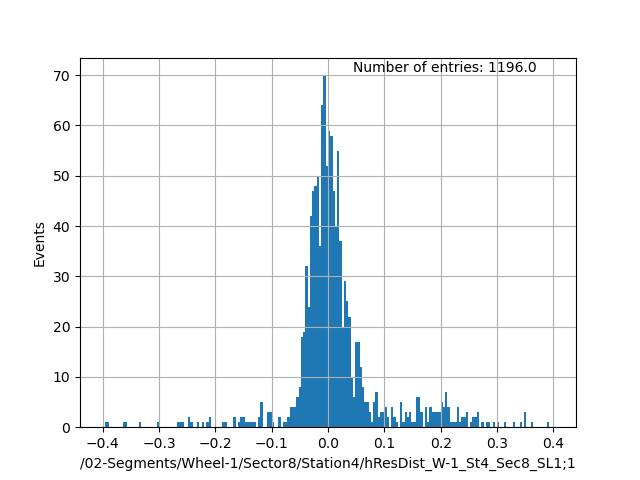 Number of entries: 1196.0
70
60
50
40
30
20
10
0
Events
−0.4 −0.3 −0.2 −0.1 0.0 0.1 0.2 0.3 0.4
/02-Segments/Wheel-1/Sector8/Station4/hResDist_W-1_St4_Sec8_SL1;1